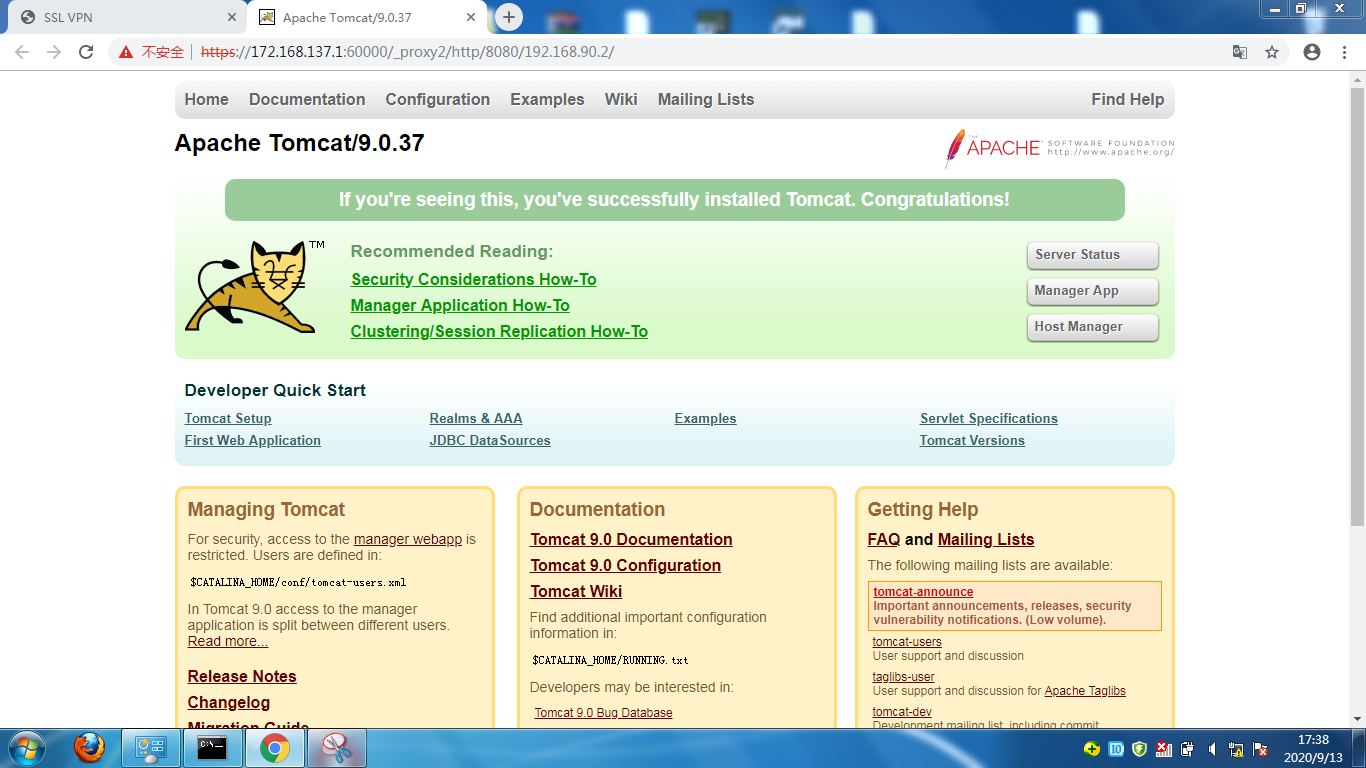 SSL VPN
Apache Tomcat/9.0.37
不安全 https://172.168.137.1:60000/_proxy2/http/8080/192.168.90.2/
Home Documentation Configuration Examples Wiki Mailing Lists Find Help
Apache Tomcat/9.0.37
THE APACHE® SOFTWARE FOUNDATION
http://www.apache.org/
If you're seeing this, you've successfully installed Tomcat. Congratulations!
TM
Recommended Reading:
Security Considerations How-To
Manager Application How-To
Clustering/Session Replication How-To
Server Status
Manager App
Host Manager
Developer Quick Start
Tomcat Setup
First Web Application
Realms & AAA
JDBC DataSources
Examples
Servlet Specifications
Tomcat Versions
Managing Tomcat
For security, access to the manager webapp is
restricted. Users are defined in:
$CATALINA_HOME/conf/tomcat-users.xml
In Tomcat 9.0 access to the manager
application is split between different users.
Read more...
Release Notes
Changelog
Migration Guide
Documentation
Tomcat 9.0 Documentation
Tomcat 9.0 Configuration
Tomcat Wiki
Find additional important configuration
information in:
$CATALINA_HOME/RUNNING.txt
Developers may be interested in:
Tomcat 9.0 Bug Database
Getting Help
FAQ and Mailing Lists
The following mailing lists are available:
tomcat-announce
Important announcements, releases, security
vulnerability notifications. (Low volume).
tomcat-users
User support and discussion
taglibs-user
User support and discussion for Apache Taglibs
tomcat-dev
Development mailing list, including commit
17:38
2020/9/13